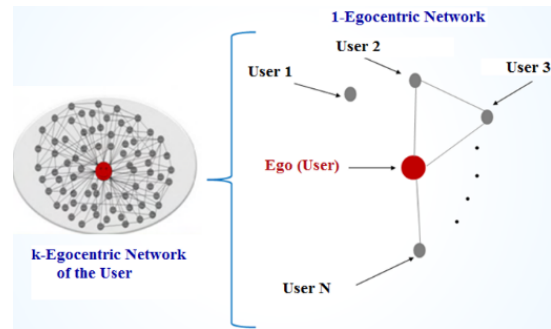 1-Egocentric Network
User 2
User 1
User 3
Ego (User)
k-Egocentric Network
of the User
User N